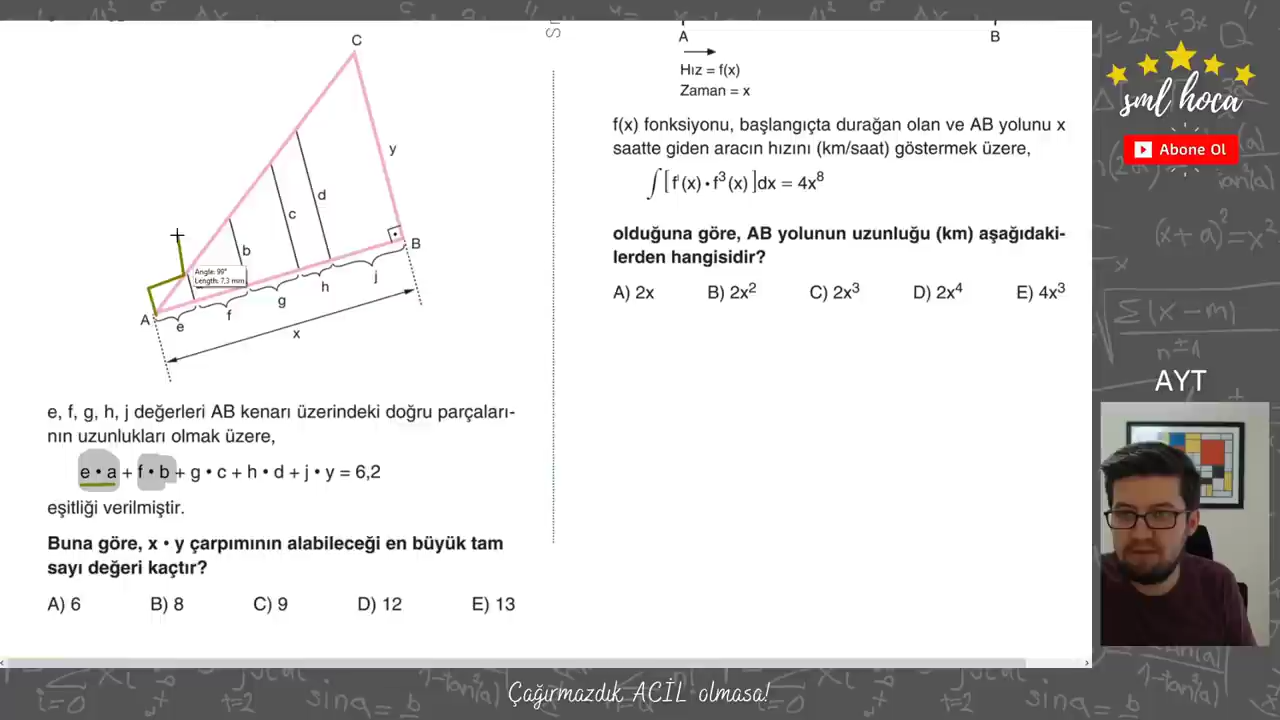 C
y
d
c
b
B
j
h
g
f
e
A
x
Angle: 99°
Length: 7,3 mm
e, f, g, h, j değerleri AB kenarı üzerindeki doğru parçaları-
nın uzunlukları olmak üzere,
e • a + f • b + g • c + h • d + j • y = 6,2
eşitliği verilmiştir.
Buna göre, x • y çarpımının alabileceği en büyük tam
sayı değeri kaçtır?
A) 6 B) 8 C) 9 D) 12 E) 13
A B
Hız = f(x)
Zaman = x
f(x) fonksiyonu, başlangıçta durağan olan ve AB yolunu x
saatte giden aracın hızını (km/saat) göstermek üzere,
∫ [f'(x) • f³(x)]dx = 4x⁸
olduğuna göre, AB yolunun uzunluğu (km) aşağıdaki-
lerden hangisidir?
A) 2x B) 2x² C) 2x³ D) 2x⁴ E) 4x³
sml hoca
Abone Ol
AYT
Çağırmazdık ACİL olmasa!